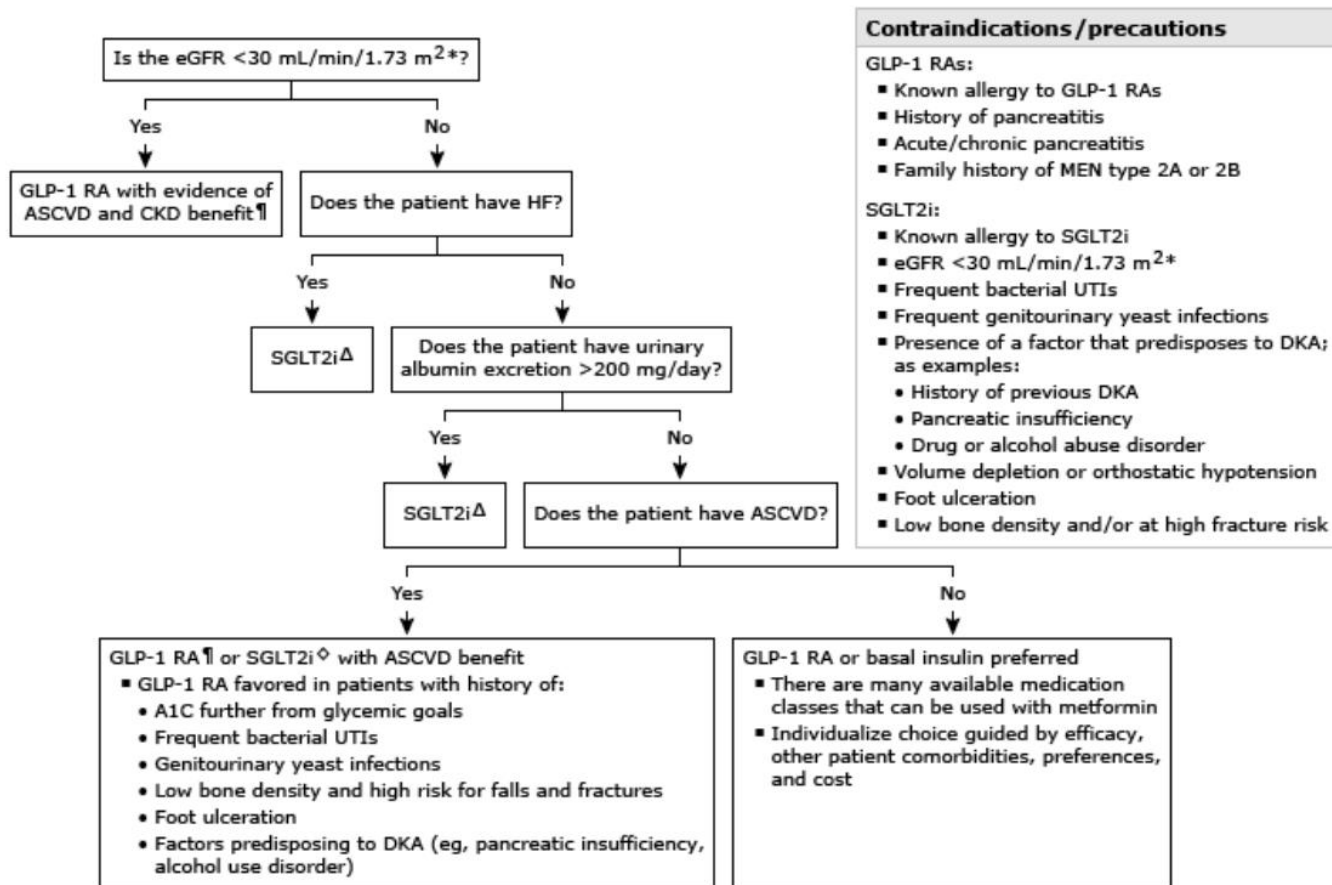 Is the eGFR <30 mL/min/1.73 m²*?
Yes
No
GLP-1 RA with evidence of
ASCVD and CKD benefit¶
Does the patient have HF?
Yes
No
SGLT2iΔ
Does the patient have urinary
albumin excretion >200 mg/day?
Yes
No
SGLT2iΔ
Does the patient have ASCVD?
Yes
No
GLP-1 RA¶ or SGLT2i◇ with ASCVD benefit
▪ GLP-1 RA favored in patients with history of:
• A1C further from glycemic goals
• Frequent bacterial UTIs
• Genitourinary yeast infections
• Low bone density and high risk for falls and fractures
• Foot ulceration
• Factors predisposing to DKA (eg, pancreatic insufficiency,
alcohol use disorder)
GLP-1 RA or basal insulin preferred
▪ There are many available medication
classes that can be used with metformin
▪ Individualize choice guided by efficacy,
other patient comorbidities, preferences,
and cost
Contraindications/precautions
GLP-1 RAs:
▪ Known allergy to GLP-1 RAs
▪ History of pancreatitis
▪ Acute/chronic pancreatitis
▪ Family history of MEN type 2A or 2B
SGLT2i:
▪ Known allergy to SGLT2i
▪ eGFR <30 mL/min/1.73 m²*
▪ Frequent bacterial UTIs
▪ Frequent genitourinary yeast infections
▪ Presence of a factor that predisposes to DKA;
as examples:
• History of previous DKA
• Pancreatic insufficiency
• Drug or alcohol abuse disorder
▪ Volume depletion or orthostatic hypotension
▪ Foot ulceration
▪ Low bone density and/or at high fracture risk